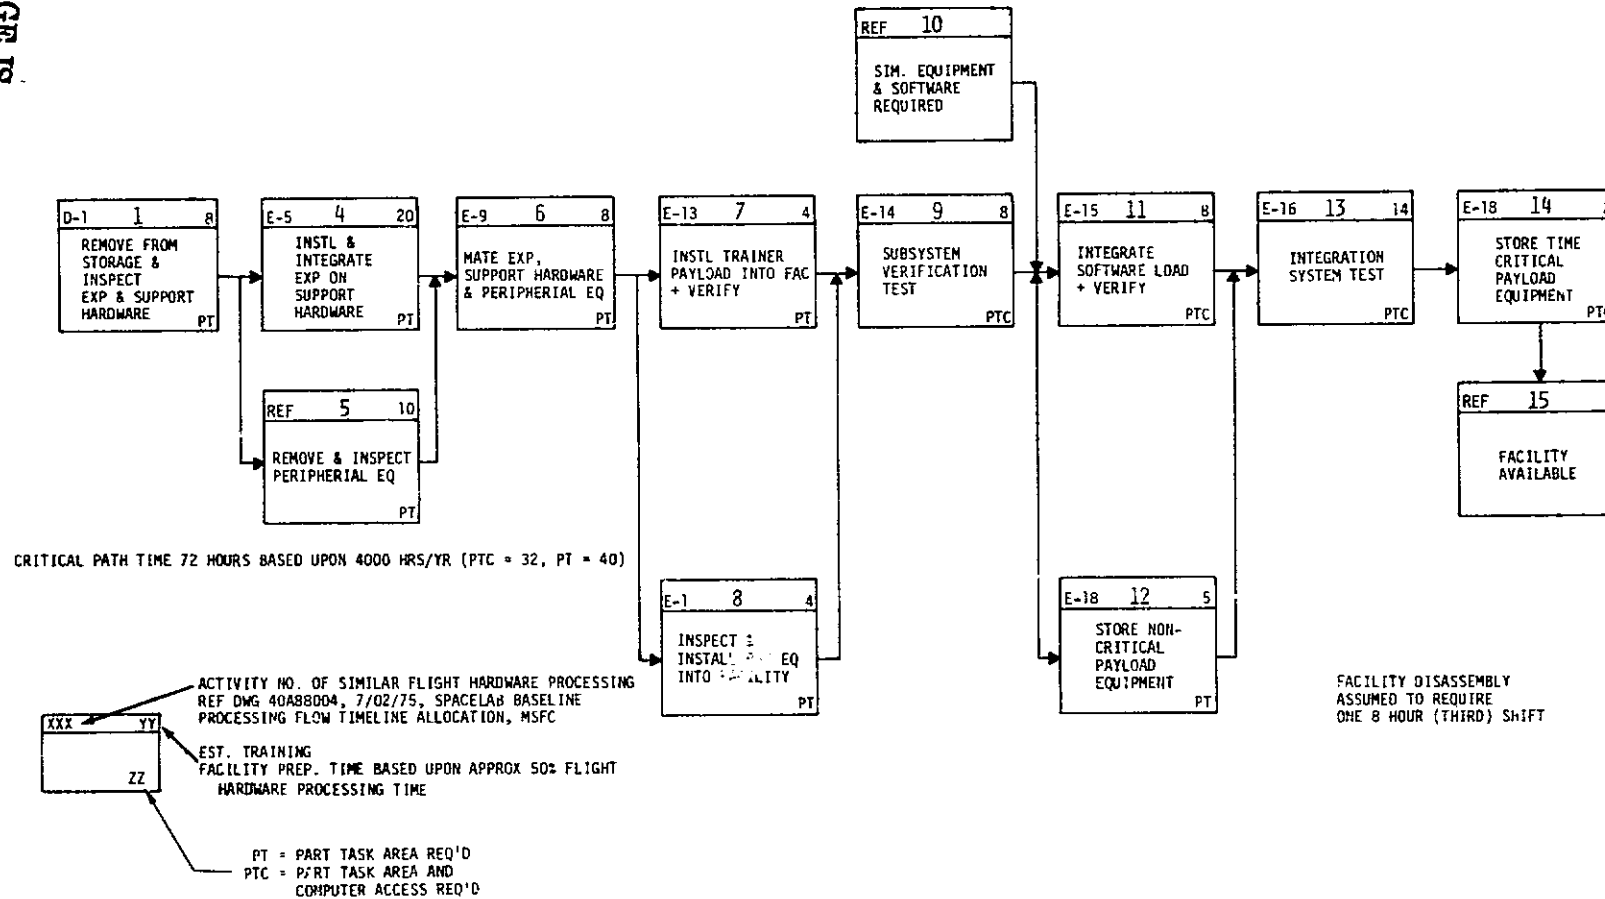 REF 10
SIM. EQUIPMENT
& SOFTWARE
REQUIRED
D-1 1 8
REMOVE FROM
STORAGE &
INSPECT
EXP & SUPPORT
HARDWARE
PT
E-5 4 20
INSTL &
INTEGRATE
EXP ON
SUPPORT
HARDWARE
PT
E-9 6 8
MATE EXP,
SUPPORT HARDWARE
& PERIPHERIAL EQ
PT
E-13 7 4
INSTL TRAINER
PAYLOAD INTO FAC
+ VERIFY
PT
E-14 9 8
SUBSYSTEM
VERIFICATION
TEST
PTC
E-15 11 8
INTEGRATE
SOFTWARE LOAD
+ VERIFY
PTC
E-16 13 14
INTEGRATION
SYSTEM TEST
PTC
E-18 14
STORE TIME
CRITICAL
PAYLOAD
EQUIPMENT
REF 5 10
REMOVE & INSPECT
PERIPHERIAL EQ
PT
REF 15
FACILITY
AVAILABLE
CRITICAL PATH TIME 72 HOURS BASED UPON 4000 HRS/YR (PTC = 32, PT = 40)
E-1 8 4
INSPECT
INSTALL EQ
INTO FACILITY
PT
E-18 12 5
STORE NON-
CRITICAL
PAYLOAD
EQUIPMENT
PT
FACILITY DISASSEMBLY
ASSUMED TO REQUIRE
ONE 8 HOUR (THIRD) SHIFT
ACTIVITY NO. OF SIMILAR FLIGHT HARDWARE PROCESSING
REF DWG 40A88004, 7/02/75, SPACELAB BASELINE
PROCESSING FLOW TIMELINE ALLOCATION, MSFC
XXX YY
ZZ
EST. TRAINING
FACILITY PREP. TIME BASED UPON APPROX 50% FLIGHT
HARDWARE PROCESSING TIME
PT = PART TASK AREA REQ'D
PTC = PART TASK AREA AND
COMPUTER ACCESS REQ'D